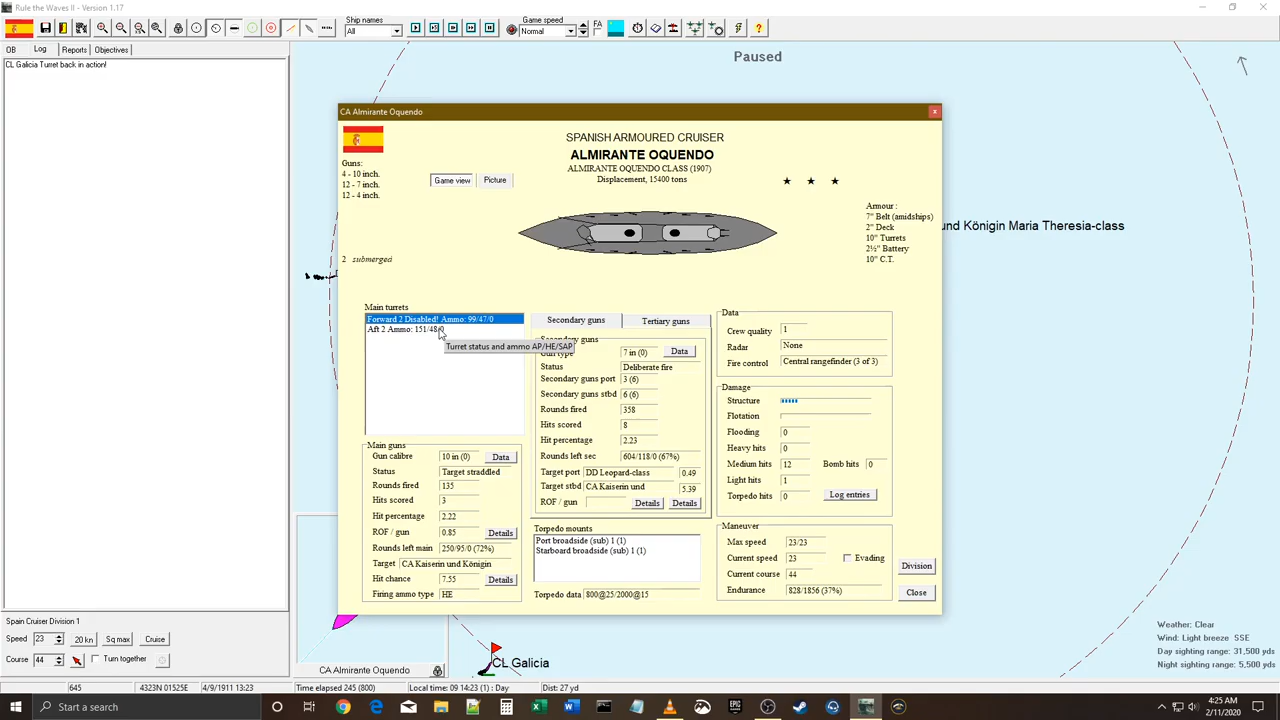 Rule the Waves II - Version 1.17
Ship names
All
Game speed
Normal
FA
OB
Log
Reports
Objectives
CL Galicia Turret back in action!
Paused
CA Almirante Oquendo
SPANISH ARMOURED CRUISER
ALMIRANTE OQUENDO
ALMIRANTE OQUENDO CLASS (1907)
Displacement, 15400 tons
Guns:
4 - 10 inch.
12 - 7 inch.
12 - 4 inch.
Game view
Picture
Armour :
7" Belt (amidships)
2" Deck
10" Turrets
2½" Battery
10" C.T.
und Königin Maria Theresia-class
2 submerged
Main turrets
Forward 2 Disabled! Ammo: 99/47/0
Aft 2 Ammo: 151/48/0
Turret status and ammo AP/HE/SAP
Main guns
Gun calibre 10 in (0) Data
Status Target straddled
Rounds fired 135
Hits scored 3
Hit percentage 2.22
ROF / gun 0.85 Details
Rounds left main 250/95/0 (72%)
Target CA Kaiserin und Königin
Hit chance 7.55 Details
Firing ammo type HE
Secondary guns
Tertiary guns
Secondary guns
Gun type 7 in (0) Data
Status Deliberate fire
Secondary guns port 3 (6)
Secondary guns stbd 6 (6)
Rounds fired 358
Hits scored 8
Hit percentage 2.23
Rounds left sec 604/118/0 (67%)
Target port DD Leopard-class 0.49
Target stbd CA Kaiserin und 5.39
ROF / gun Details Details
Torpedo mounts
Port broadside (sub) 1 (1)
Starboard broadside (sub) 1 (1)
Torpedo data 800@25/2000@15
Data
Crew quality 1
Radar None
Fire control Central rangefinder (3 of 3)
Damage
Structure
Flotation
Flooding 0
Heavy hits 0
Medium hits 12 Bomb hits 0
Light hits 1
Torpedo hits 0 Log entries
Maneuver
Max speed 23/23
Current speed 23 Evading
Current course 44
Endurance 828/1856 (37%)
Division
Close
Spain Cruiser Division 1
Speed 23 20 kn Sq max Cruise
Course 44 Turn together
CA Almirante Oquendo
CL Galicia
Weather: Clear
Wind: Light breeze SSE
Day sighting range: 31,500 yds
Night sighting range: 5,500 yds
645
4323N 01525E
4/9/1911 13:23
Time elapsed 245 (800)
Local time: 09 14:23 (1) : Day
Dist: 27 yd
Start a search
4:25 AM
2/11/2020